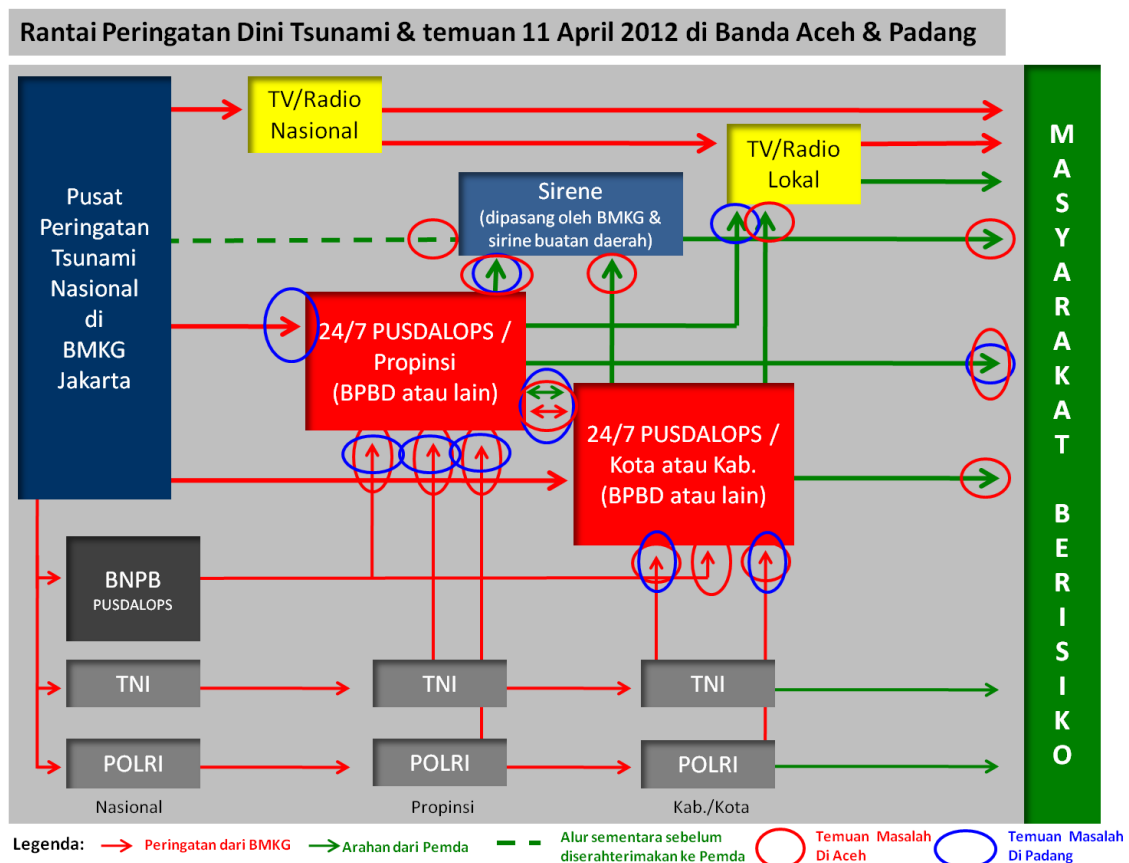 Rantai Peringatan Dini Tsunami & temuan 11 April 2012 di Banda Aceh & Padang
TV/Radio
Nasional
TV/Radio
Lokal
Pusat
Peringatan
Tsunami
Nasional
di
BMKG
Jakarta
Sirene
(dipasang oleh BMKG &
sirine buatan daerah)
24/7 PUSDALOPS /
Propinsi
(BPBD atau lain)
24/7 PUSDALOPS /
Kota atau Kab.
(BPBD atau lain)
MASYARAKAT BERISIKO
BNPB
PUSDALOPS
TNI
TNI
TNI
POLRI
POLRI
POLRI
Nasional
Propinsi
Kab./Kota
Legenda:
Peringatan dari BMKG
Arahan dari Pemda
Alur sementara sebelum
diserahterimakan ke Pemda
Temuan Masalah
Di Aceh
Temuan Masalah
Di Padang